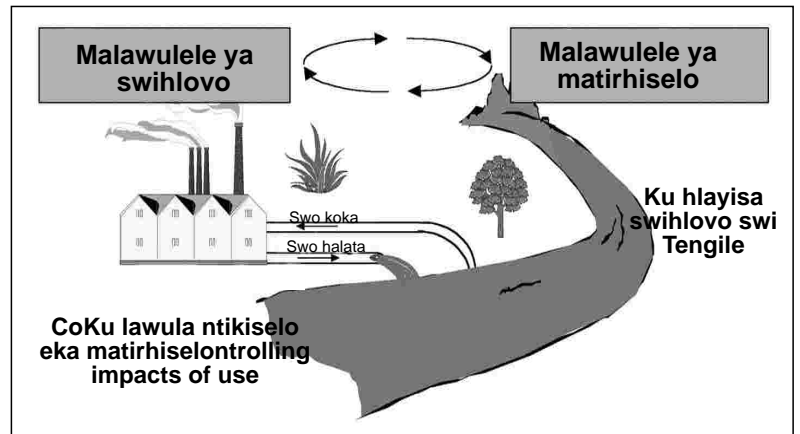 Malawulele ya
swihlovo
Malawulele ya
matirhiselo
Swo koka
Swo halata
Ku hlayisa
swihlovo swi
Tengile
CoKu lawula ntikiselo
eka matirhiselontrolling
impacts of use